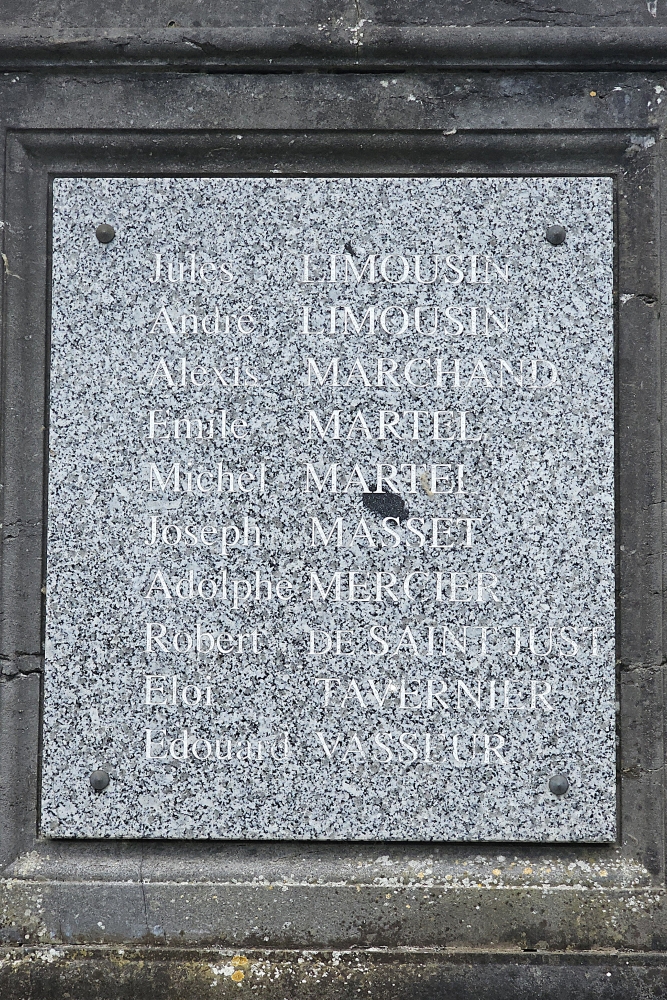 Jules LIMOUSIN
André LIMOUSIN
Alexis MARCHAND
Emile MARTEL
Michel MARTEL
Joseph MASSET
Adolphe MERCIER
Robert DE SAINT JUST
Eloi TAVERNIER
Edouard VASSEUR